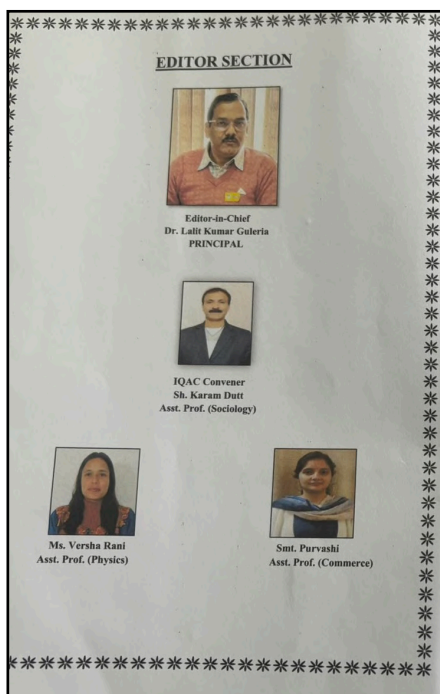 EDITOR SECTION
Editor-in-Chief
Dr. Lalit Kumar Guleria
PRINCIPAL
IQAC Convener
Sh. Karam Dutt
Asst. Prof. (Sociology)
Ms. Versha Rani
Asst. Prof. (Physics)
Smt. Purvashi
Asst. Prof. (Commerce)